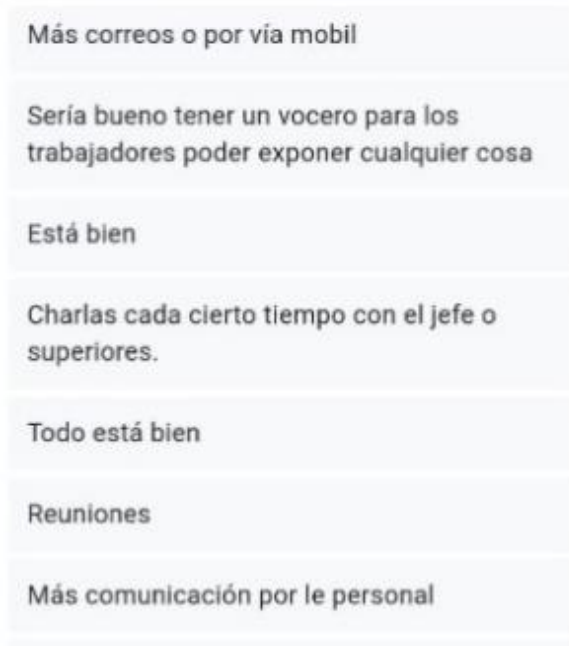 Más correos o por vía mobil
Sería bueno tener un vocero para los
trabajadores poder exponer cualquier cosa
Está bien
Charlas cada cierto tiempo con el jefe o
superiores.
Todo está bien
Reuniones
Más comunicación por le personal